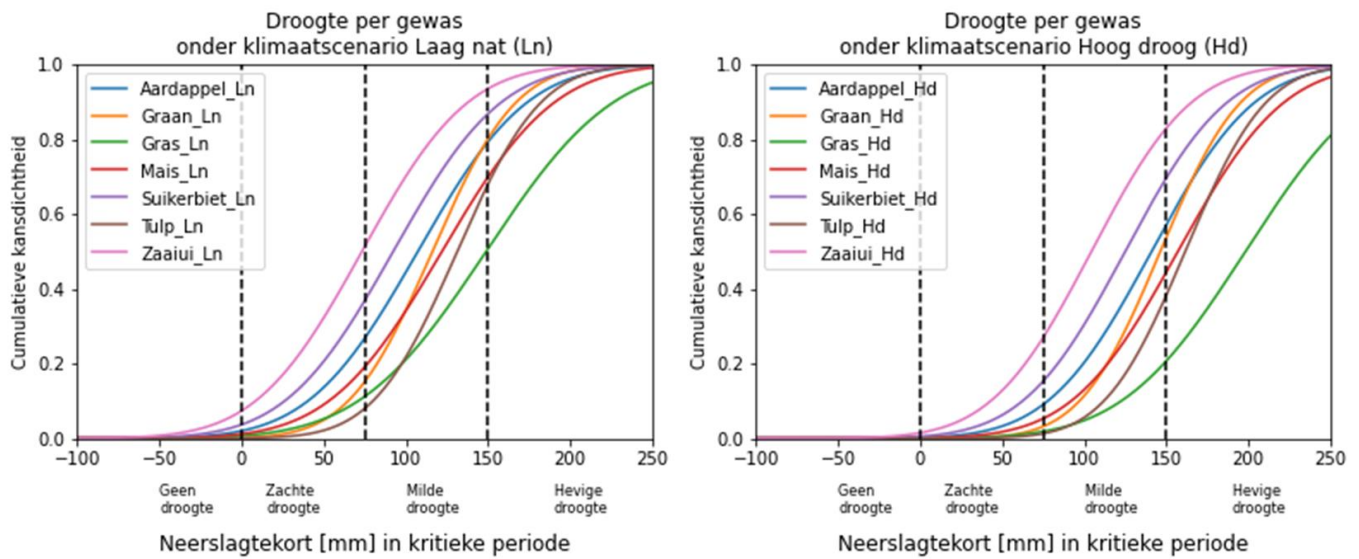 Droogte per gewas
onder klimaatscenario Laag nat (Ln)
Cumulatieve kansdichtheid
1.0
0.8
0.6
0.4
0.2
0.0
Aardappel_Ln
Graan_Ln
Gras_Ln
Mais_Ln
Suikerbiet_Ln
Tulp_Ln
Zaaiui_Ln
−100 −50 0 50 100 150 200 250
Geen droogte
Zachte droogte
Milde droogte
Hevige droogte
Neerslagtekort [mm] in kritieke periode
Droogte per gewas
onder klimaatscenario Hoog droog (Hd)
Cumulatieve kansdichtheid
1.0
0.8
0.6
0.4
0.2
0.0
Aardappel_Hd
Graan_Hd
Gras_Hd
Mais_Hd
Suikerbiet_Hd
Tulp_Hd
Zaaiui_Hd
−100 −50 0 50 100 150 200 250
Geen droogte
Zachte droogte
Milde droogte
Hevige droogte
Neerslagtekort [mm] in kritieke periode